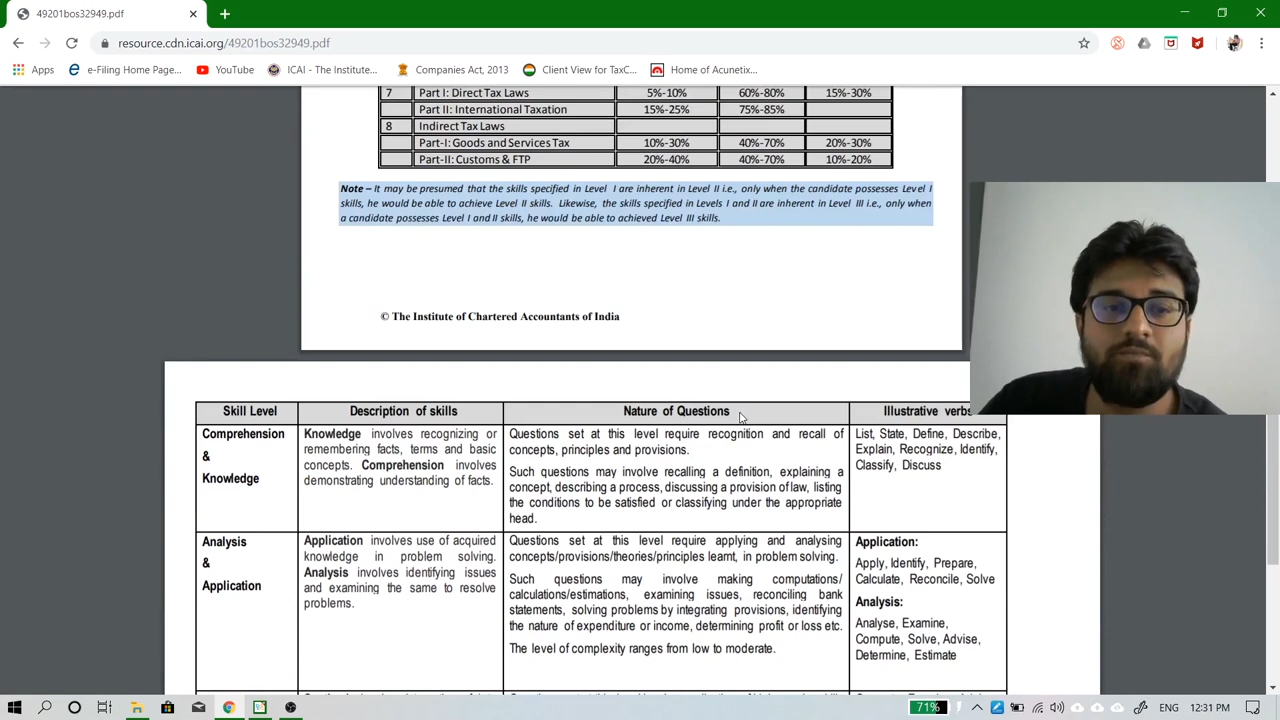 49201bos32949.pdf
resource.cdn.icai.org/49201bos32949.pdf
Apps e-Filing Home Page... YouTube ICAI - The Institute... Companies Act, 2013 Client View for TaxC... Home of Acunetix...
7 Part I: Direct Tax Laws 5%-10% 60%-80% 15%-30%
Part II: International Taxation 15%-25% 75%-85%
8 Indirect Tax Laws
Part-I: Goods and Services Tax 10%-30% 40%-70% 20%-30%
Part-II: Customs & FTP 20%-40% 40%-70% 10%-20%
Note – It may be presumed that the skills specified in Level I are inherent in Level II i.e., only when the candidate possesses Level I
skills, he would be able to achieve Level II skills. Likewise, the skills specified in Levels I and II are inherent in Level III i.e., only when
a candidate possesses Level I and II skills, he would be able to achieved Level III skills.
© The Institute of Chartered Accountants of India
Skill Level Description of skills Nature of Questions Illustrative verbs
Comprehension
&
Knowledge
Knowledge involves recognizing or
remembering facts, terms and basic
concepts. Comprehension involves
demonstrating understanding of facts.
Questions set at this level require recognition and recall of
concepts, principles and provisions.
Such questions may involve recalling a definition, explaining a
concept, describing a process, discussing a provision of law, listing
the conditions to be satisfied or classifying under the appropriate
head.
List, State, Define, Describe,
Explain, Recognize, Identify,
Classify, Discuss
Analysis
&
Application
Application involves use of acquired
knowledge in problem solving.
Analysis involves identifying issues
and examining the same to resolve
problems.
Questions set at this level require applying and analysing
concepts/provisions/theories/principles learnt, in problem solving.
Such questions may involve making computations/
calculations/estimations, examining issues, reconciling bank
statements, solving problems by integrating provisions, identifying
the nature of expenditure or income, determining profit or loss etc.
The level of complexity ranges from low to moderate.
Application:
Apply, Identify, Prepare,
Calculate, Reconcile, Solve
Analysis:
Analyse, Examine,
Compute, Solve, Advise,
Determine, Estimate
71% ENG 12:31 PM